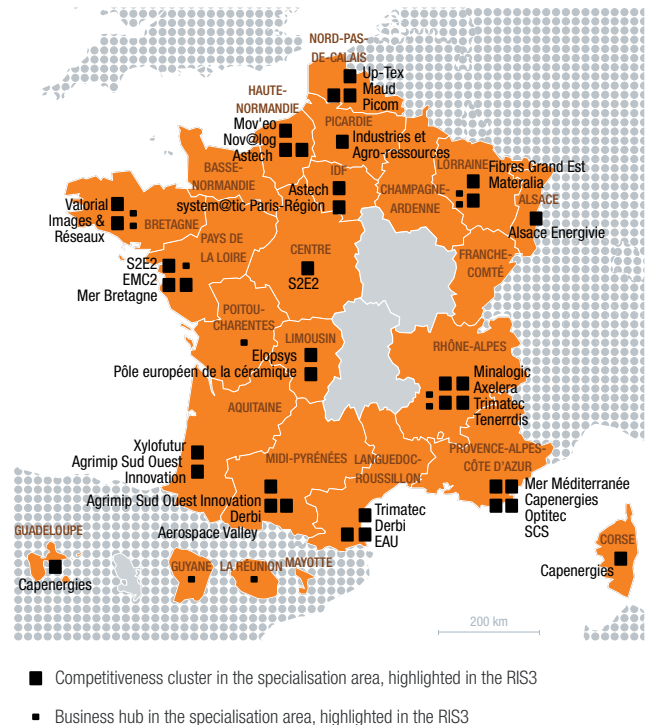 NORD-PAS-
DE-CALAIS
Up-Tex
Maud
Picom
HAUTE-
NORMANDIE
Mov'eo
Nov@log
Astech
PICARDIE
Industries et
Agro-ressources
BASSE-
NORMANDIE
IDF
Astech
system@tic Paris-Région
CHAMPAGNE-
ARDENNE
LORRAINE
Fibres Grand Est
Materalia
ALSACE
Alsace Energivie
Valorial
Images &
Réseaux
BRETAGNE
PAYS DE
LA LOIRE
S2E2
EMC2
Mer Bretagne
CENTRE
S2E2
FRANCHE-
COMTÉ
POITOU-
CHARENTES
LIMOUSIN
Elopsys
Pôle européen de la céramique
RHÔNE-ALPES
Minalogic
Axelera
Trimatec
Tenerrdis
AQUITAINE
Xylofutur
Agrimip Sud Ouest
Innovation
MIDI-PYRÉNÉES
Agrimip Sud Ouest Innovation
Derbi
Aerospace Valley
LANGUEDOC-
ROUSSILLON
Trimatec
Derbi
EAU
PROVENCE-ALPES-
CÔTE D'AZUR
Mer Méditerranée
Capenergies
Optitec
SCS
GUADELOUPE
Capenergies
GUYANE
LA RÉUNION
MAYOTTE
CORSE
Capenergies
200 km
Competitiveness cluster in the specialisation area, highlighted in the RIS3
Business hub in the specialisation area, highlighted in the RIS3